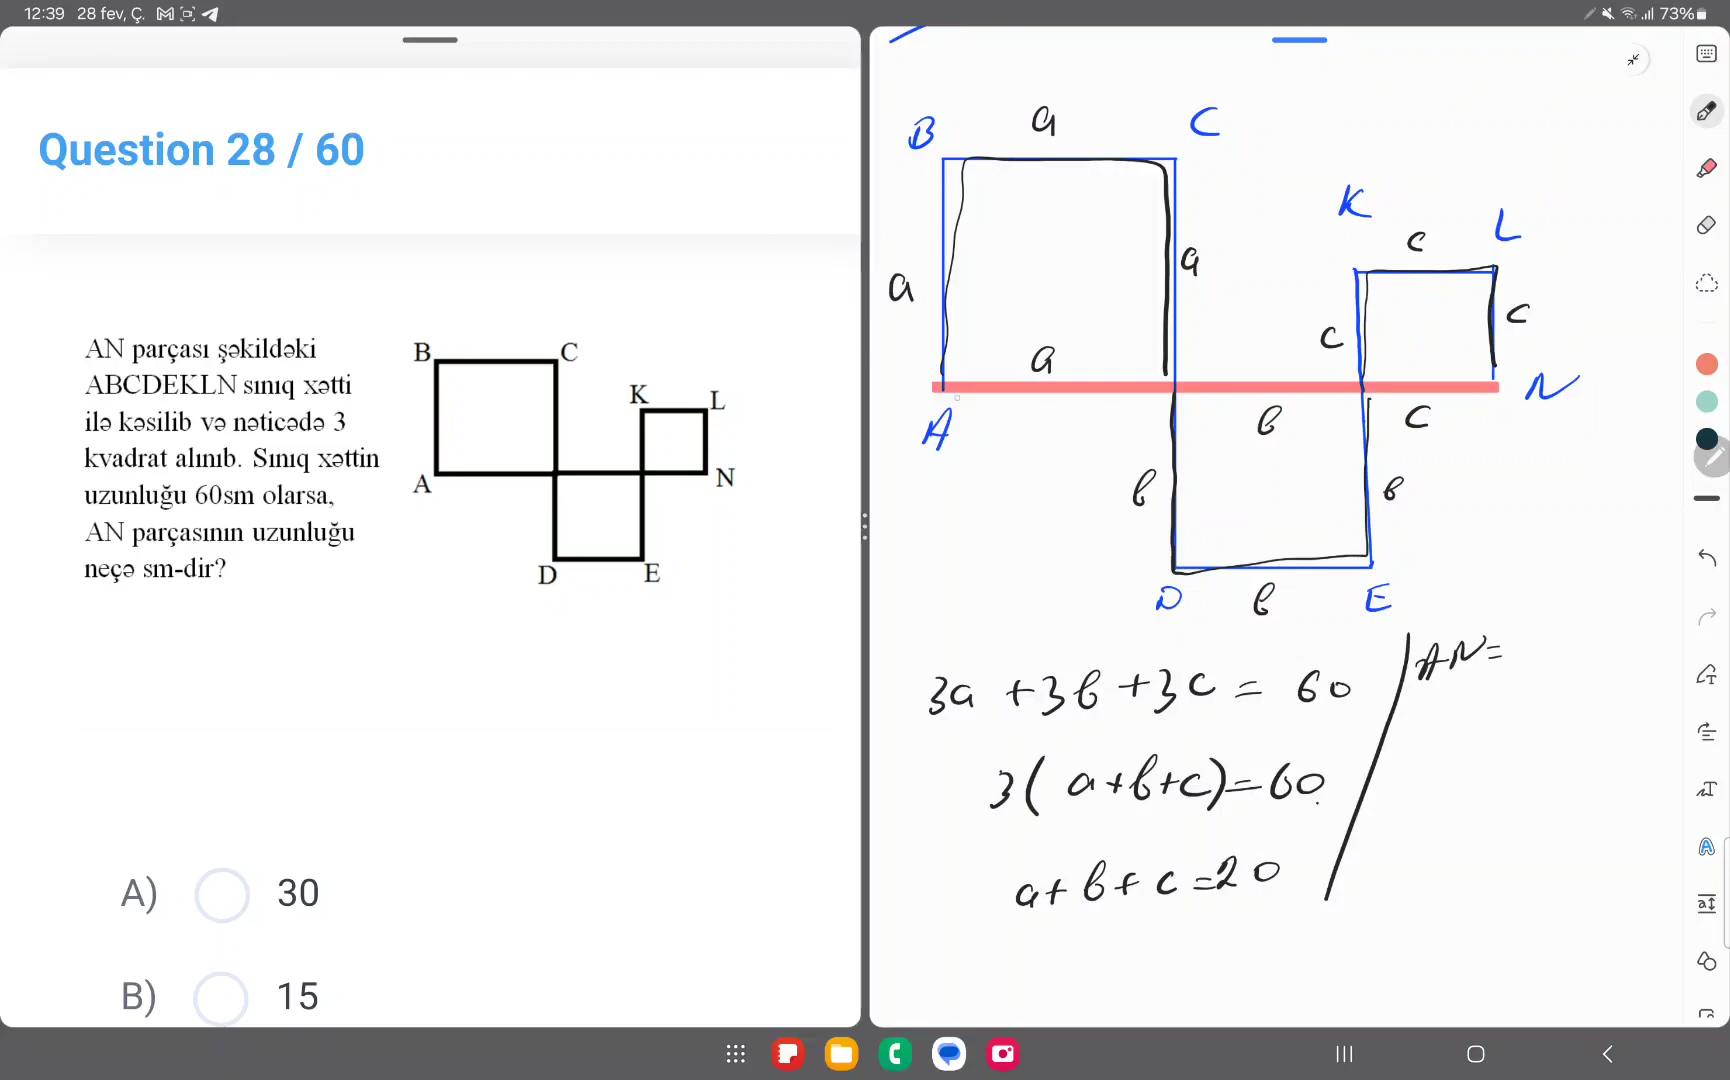 12:39 28 fev, Ç. 73%
Question 28 / 60
AN parçası şəkildəki
ABCDEKLN sınıq xətti
ilə kəsilib və nəticədə 3
kvadrat alınıb. Sınıq xəttin
uzunluğu 60sm olarsa,
AN parçasının uzunluğu
neçə sm-dir?
B C
K L
A N
D E
A) 30
B) 15
B a C
K L
c
a a
c c
a
A b c N
b b
D b E
3a + 3b + 3c = 60
AN =
3(a+b+c)=60
a+b+c=20